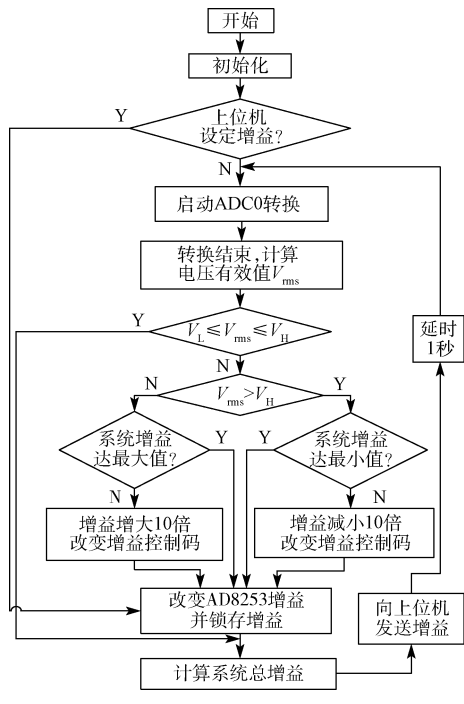 开始
初始化
上位机
设定增益?
Y
N
启动ADC0转换
转换结束,计算
电压有效值Vrms
VL≤Vrms≤VH
Y
N
延时
1秒
Vrms>VH
N
Y
系统增益
达最大值?
Y
N
系统增益
达最小值?
Y
N
增益增大10倍
改变增益控制码
增益减小10倍
改变增益控制码
改变AD8253增益
并锁存增益
向上位机
发送增益
计算系统总增益